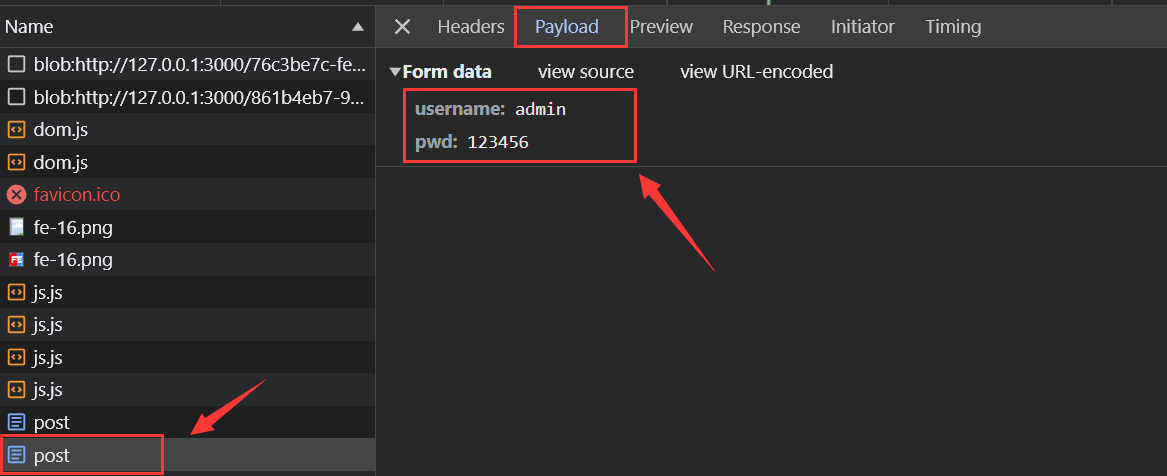 Name
blob:http://127.0.0.1:3000/76c3be7c-fe...
blob:http://127.0.0.1:3000/861b4eb7-9...
dom.js
dom.js
favicon.ico
fe-16.png
fe-16.png
js.js
js.js
js.js
js.js
post
post
Headers Payload Preview Response Initiator Timing
Form data view source view URL-encoded
username: admin
pwd: 123456